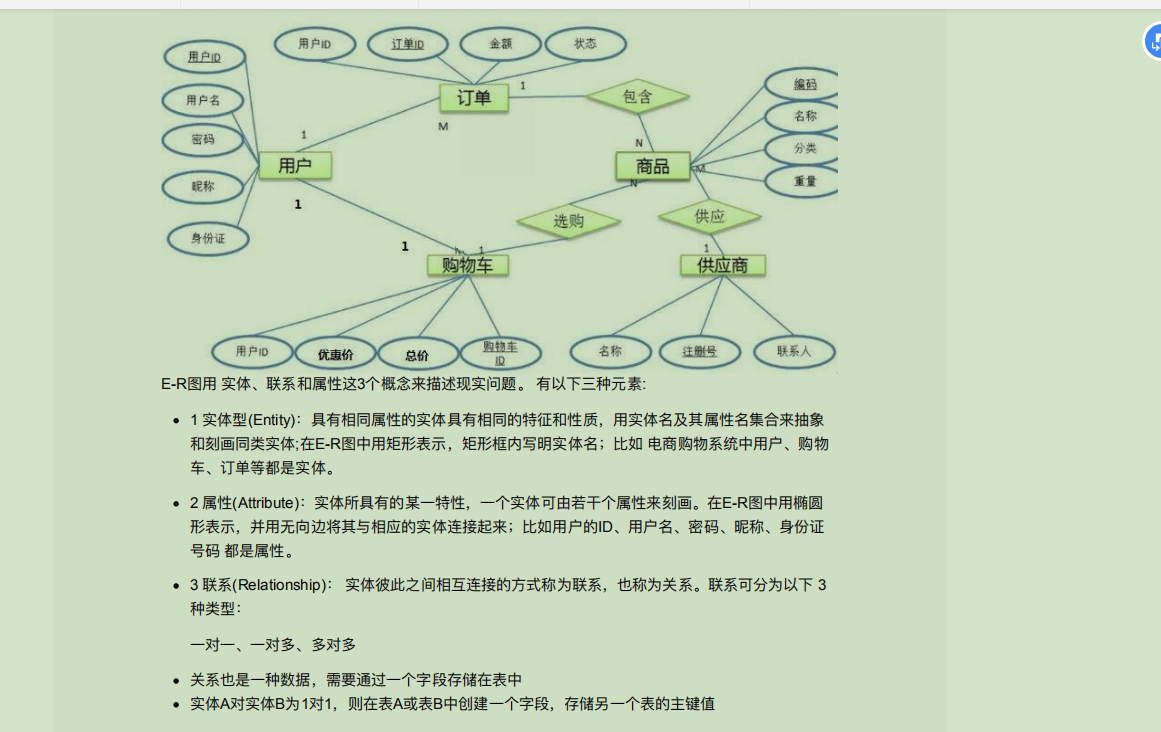 用户ID
订单ID
金额
状态
用户ID
用户名
密码
昵称
身份证
订单
1
包含
编码
名称
分类
重量
1
M
N
用户
商品
M
N
1
选购
供应
1
1
1
购物车
供应商
用户ID
优惠价
总价
购物车
ID
名称
注删号
联系人
E-R图用 实体、联系和属性这3个概念来描述现实问题。 有以下三种元素:
• 1 实体型(Entity)：具有相同属性的实体具有相同的特征和性质，用实体名及其属性名集合来抽象
和刻画同类实体;在E-R图中用矩形表示，矩形框内写明实体名；比如 电商购物系统中用户、购物
车、订单等都是实体。
• 2 属性(Attribute)：实体所具有的某一特性，一个实体可由若干个属性来刻画。在E-R图中用椭圆
形表示，并用无向边将其与相应的实体连接起来；比如用户的ID、用户名、密码、昵称、身份证
号码 都是属性。
• 3 联系(Relationship)： 实体彼此之间相互连接的方式称为联系，也称为关系。联系可分为以下 3
种类型：
一对一、一对多、多对多
• 关系也是一种数据，需要通过一个字段存储在表中
• 实体A对实体B为1对1，则在表A或表B中创建一个字段，存储另一个表的主键值